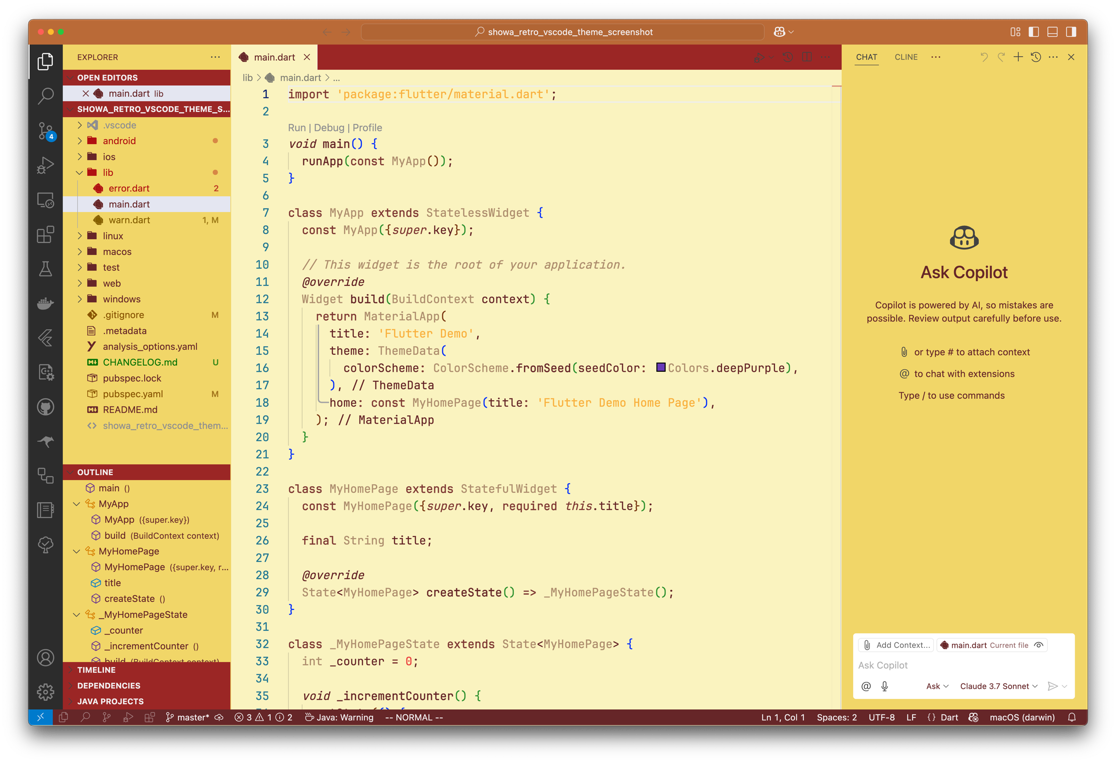 showa_retro_vscode_theme_screenshot
EXPLORER
OPEN EDITORS
main.dart lib
SHOWA_RETRO_VSCODE_THEME_S...
.vscode
android
ios
lib
error.dart 2
main.dart
warn.dart 1, M
linux
macos
test
web
windows
.gitignore M
.metadata
analysis_options.yaml
CHANGELOG.md U
pubspec.lock
pubspec.yaml M
README.md
showa_retro_vscode_them...
OUTLINE
main ()
MyApp
MyApp ({super.key})
build (BuildContext context)
MyHomePage
MyHomePage ({super.key, r...
title
createState ()
_MyHomePageState
_counter
_incrementCounter ()
build (BuildContext context)
TIMELINE
DEPENDENCIES
JAVA PROJECTS
4
main.dart
lib > main.dart > ...
1 import 'package:flutter/material.dart';
2
Run | Debug | Profile
3 void main() {
4 runApp(const MyApp());
5 }
6
7 class MyApp extends StatelessWidget {
8 const MyApp({super.key});
9
10 // This widget is the root of your application.
11 @override
12 Widget build(BuildContext context) {
13 return MaterialApp(
14 title: 'Flutter Demo',
15 theme: ThemeData(
16 colorScheme: ColorScheme.fromSeed(seedColor: Colors.deepPurple),
17 ), // ThemeData
18 home: const MyHomePage(title: 'Flutter Demo Home Page'),
19 ); // MaterialApp
20 }
21 }
22
23 class MyHomePage extends StatefulWidget {
24 const MyHomePage({super.key, required this.title});
25
26 final String title;
27
28 @override
29 State<MyHomePage> createState() => _MyHomePageState();
30 }
31
32 class _MyHomePageState extends State<MyHomePage> {
33 int _counter = 0;
34
35 void _incrementCounter() {
CHAT CLINE ...
Ask Copilot
Copilot is powered by AI, so mistakes are
possible. Review output carefully before use.
or type # to attach context
@ to chat with extensions
Type / to use commands
Add Context... main.dart Current file
Ask Copilot
@ Ask Claude 3.7 Sonnet
master* 3 1 2 Java: Warning -- NORMAL -- Ln 1, Col 1 Spaces: 2 UTF-8 LF {} Dart macOS (darwin)